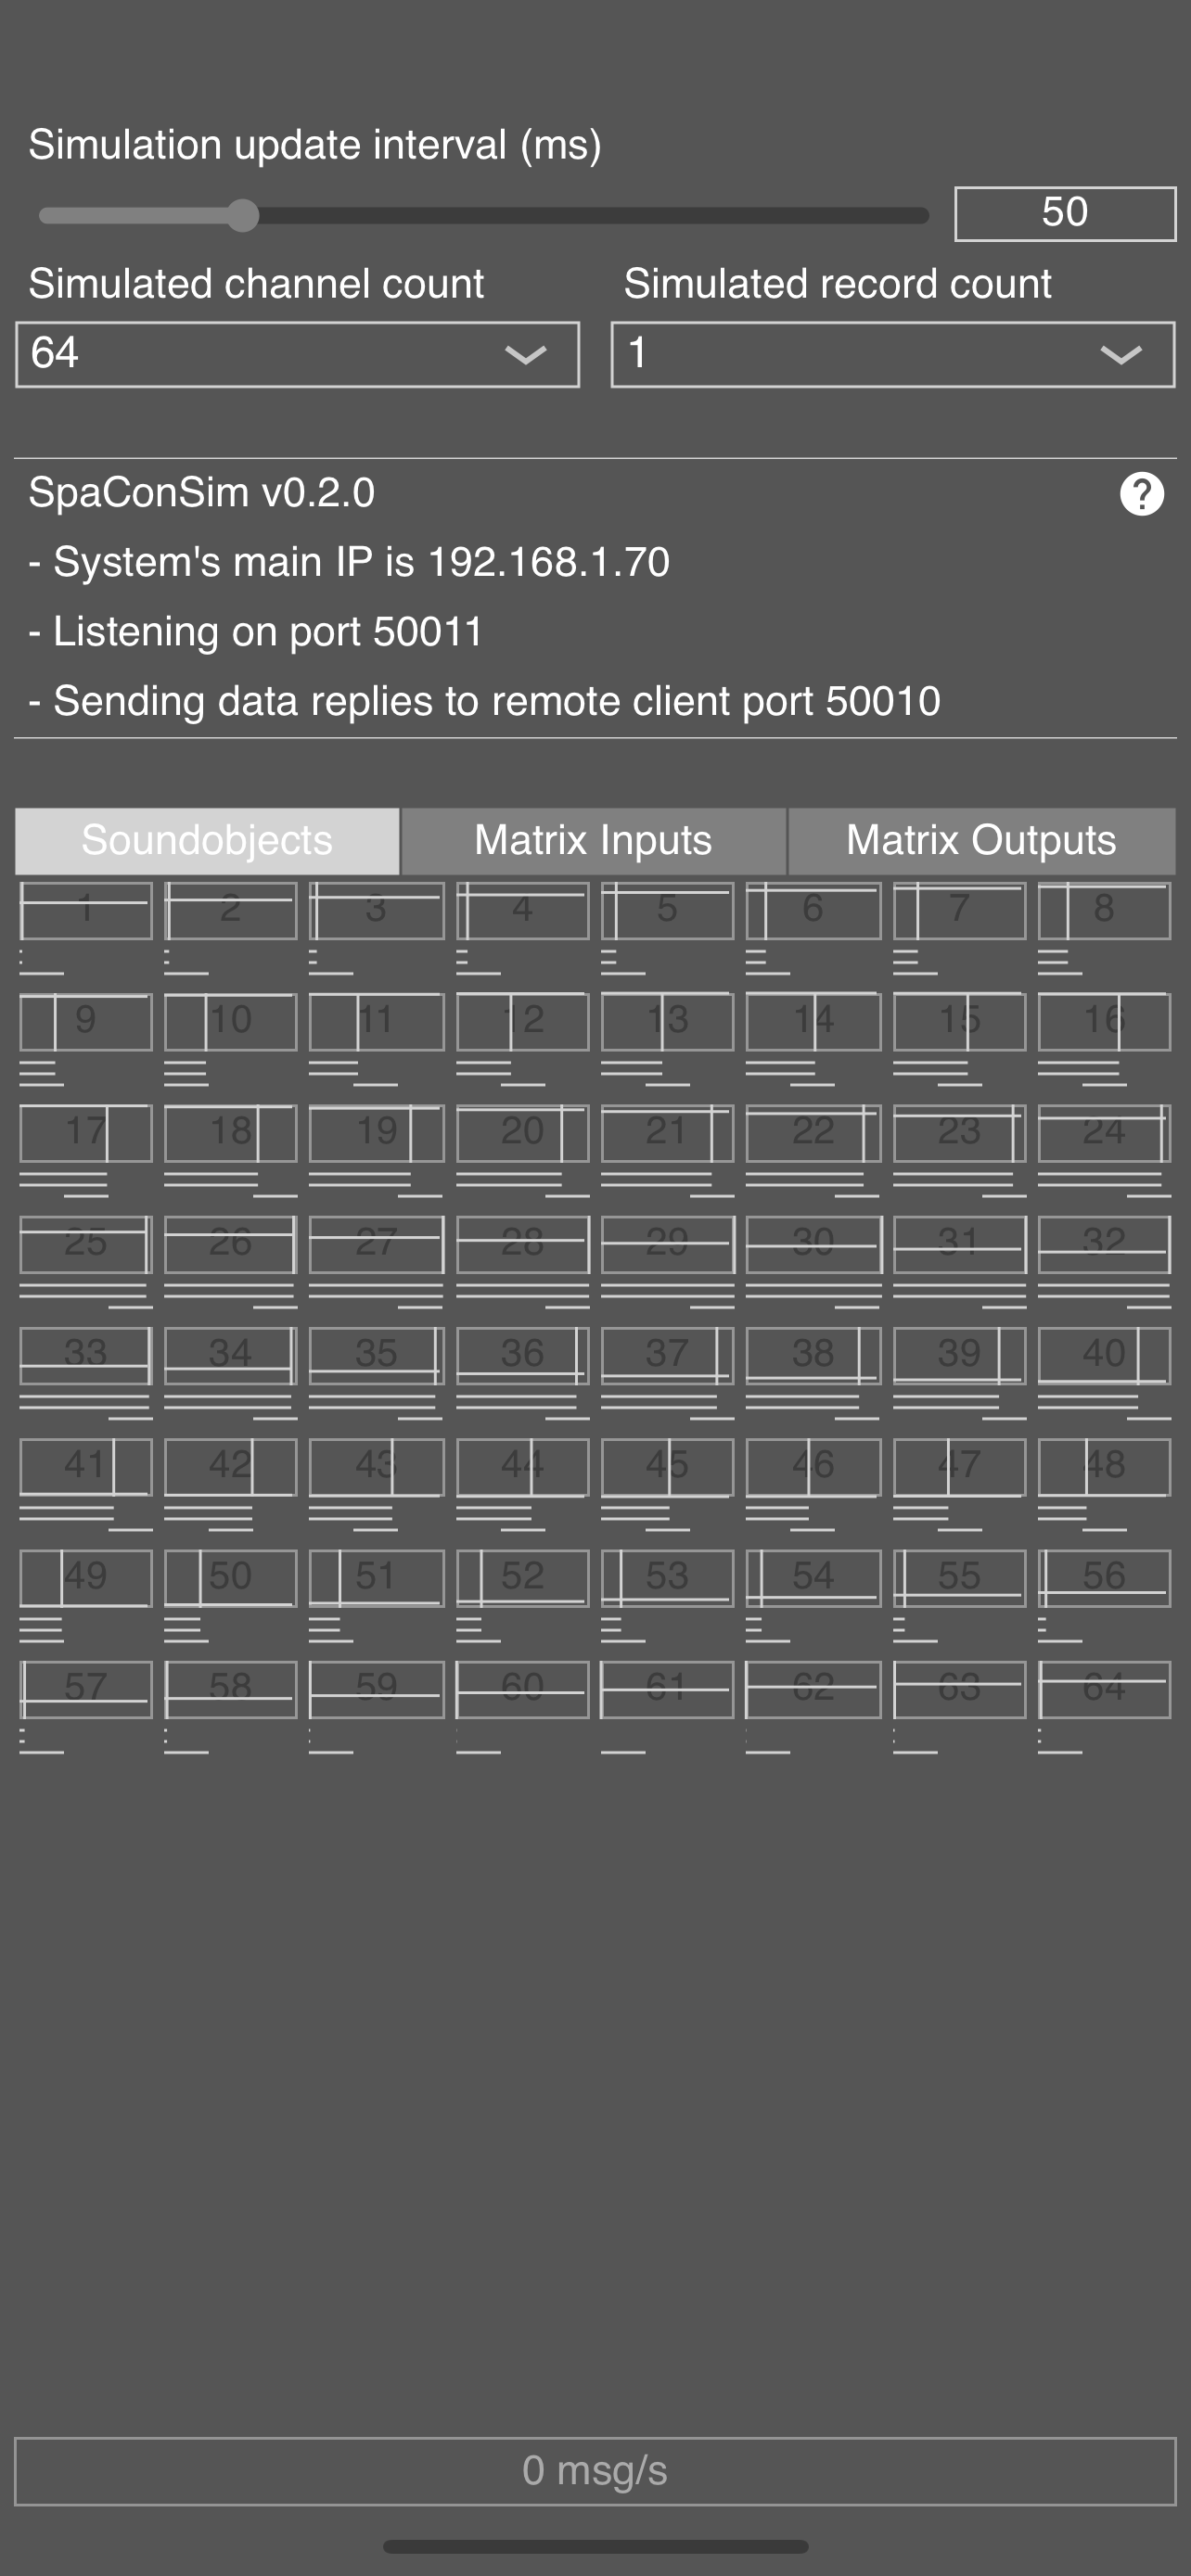 Simulation update interval (ms)
50
Simulated channel count Simulated record count
64 1
SpaConSim v0.2.0 ?
- System's main IP is 192.168.1.70
- Listening on port 50011
- Sending data replies to remote client port 50010
Soundobjects Matrix Inputs Matrix Outputs
1 2 3 4 5 6 7 8
9 10 11 12 13 14 15 16
17 18 19 20 21 22 23 24
25 26 27 28 29 30 31 32
33 34 35 36 37 38 39 40
41 42 43 44 45 46 47 48
49 50 51 52 53 54 55 56
57 58 59 60 61 62 63 64
0 msg/s